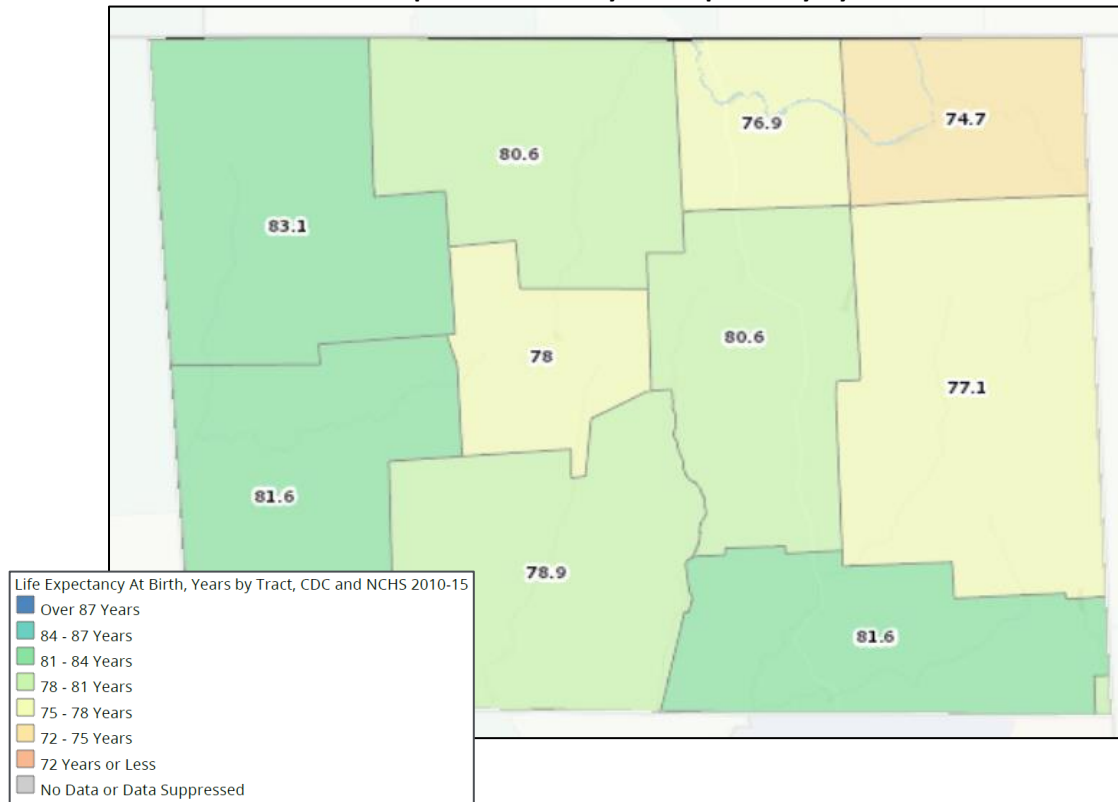 74.7
76.9
80.6
83.1
80.6
78
77.1
81.6
78.9
81.6
Life Expectancy At Birth, Years by Tract, CDC and NCHS 2010-15
Over 87 Years
84 - 87 Years
81 - 84 Years
78 - 81 Years
75 - 78 Years
72 - 75 Years
72 Years or Less
No Data or Data Suppressed